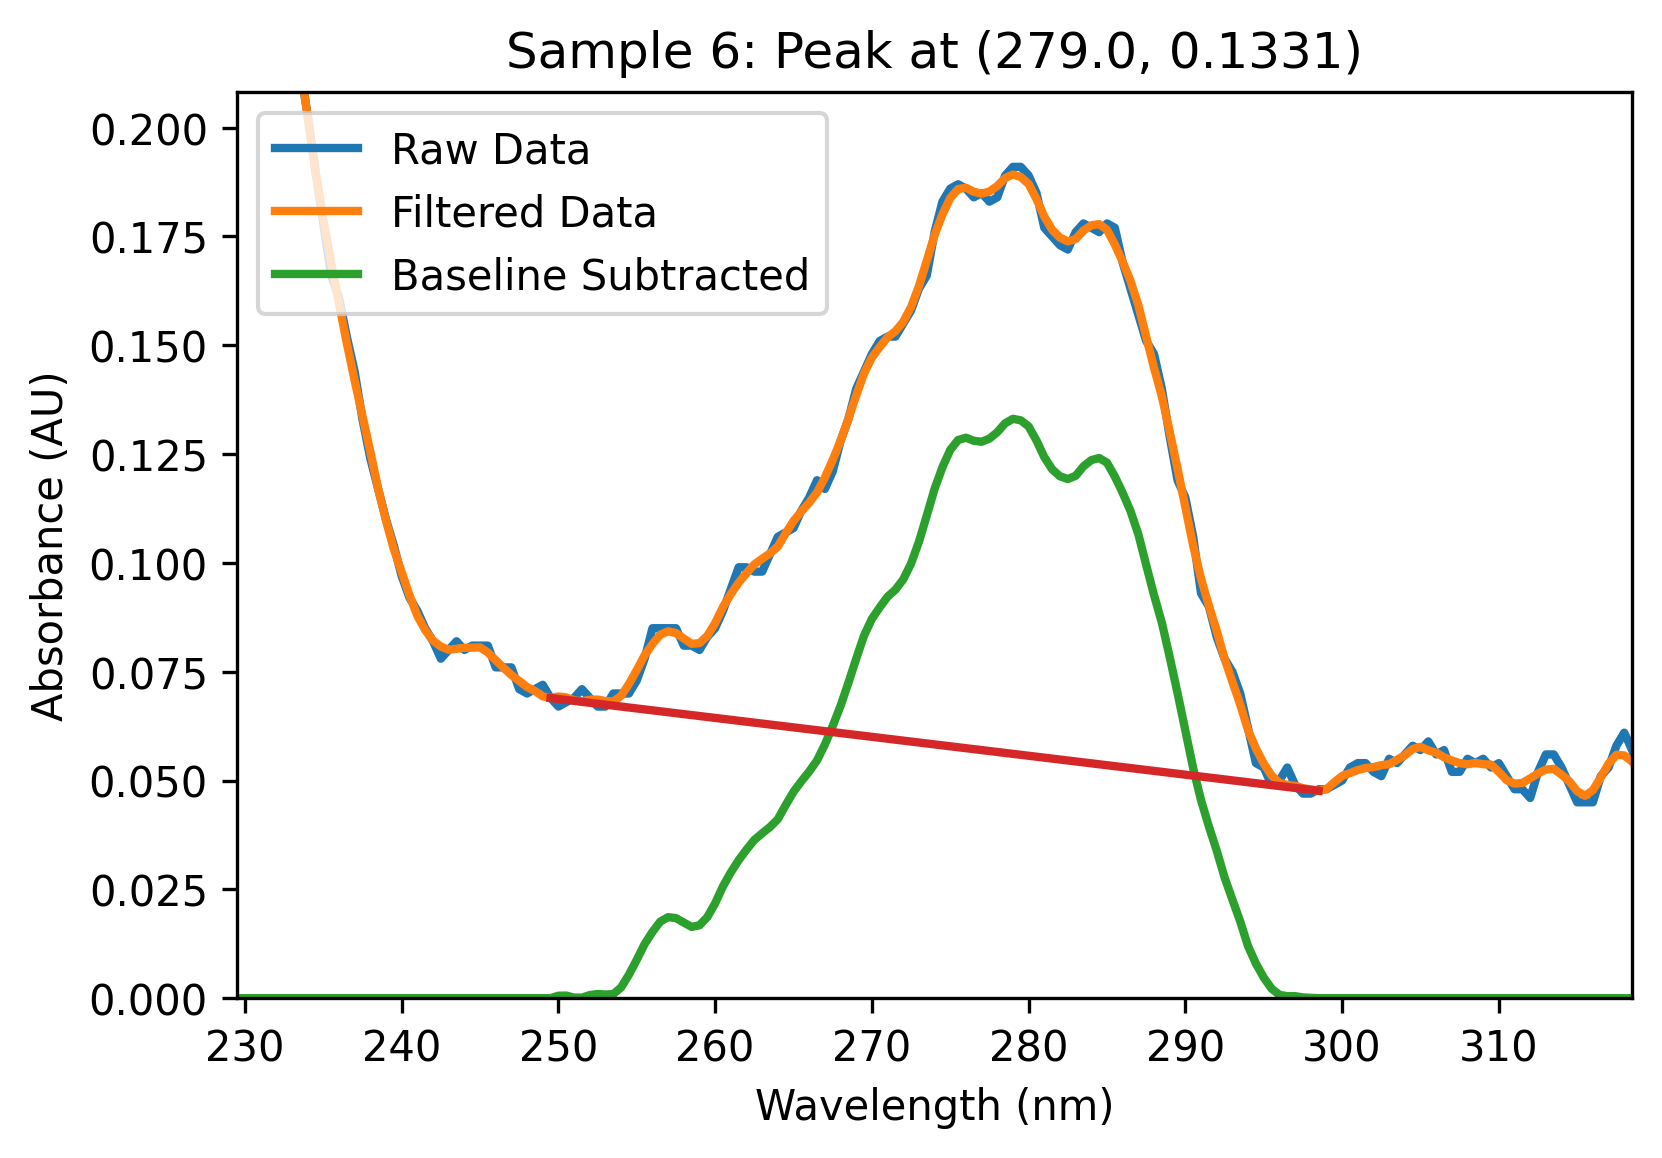 Sample 6: Peak at (279.0, 0.1331)
Raw Data
Filtered Data
Baseline Subtracted
Absorbance (AU)
0.200
0.175
0.150
0.125
0.100
0.075
0.050
0.025
0.000
230 240 250 260 270 280 290 300 310
Wavelength (nm)